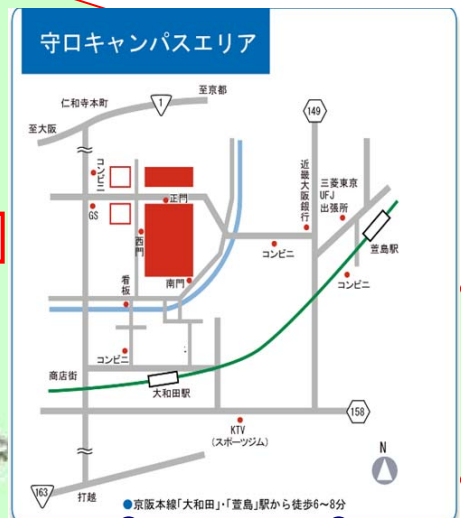 守口キャンパスエリア
至京都
仁和寺本町
1
至大阪
149
コンビニ
正門
近畿大阪銀行
三菱東京
UFJ
出張所
GS
西門
コンビニ
萱島駅
看板
南門
コンビニ
コンビニ
商店街
大和田駅
158
KTV
(スポーツジム)
N
163
打越
●京阪本線「大和田」・「萱島」駅から徒歩6～8分